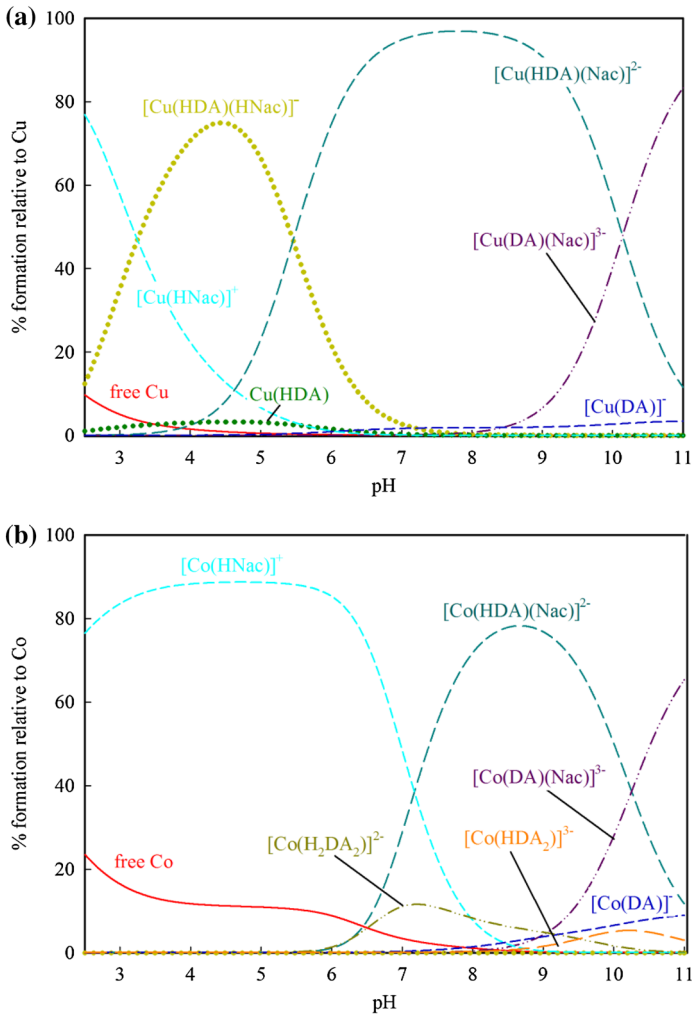 (a)
100
80
60
40
20
0
% formation relative to Cu
[Cu(HDA)(HNac)]⁻
[Cu(HDA)(Nac)]²⁻
[Cu(DA)(Nac)]³⁻
[Cu(HNac)]⁺
free Cu
Cu(HDA)
[Cu(DA)]⁻
3 4 5 6 7 8 9 10 11
pH
(b)
100
80
60
40
20
0
% formation relative to Co
[Co(HNac)]⁺
[Co(HDA)(Nac)]²⁻
[Co(DA)(Nac)]³⁻
[Co(H₂DA₂)]²⁻
[Co(HDA₂)]³⁻
free Co
[Co(DA)]⁻
3 4 5 6 7 8 9 10 11
pH